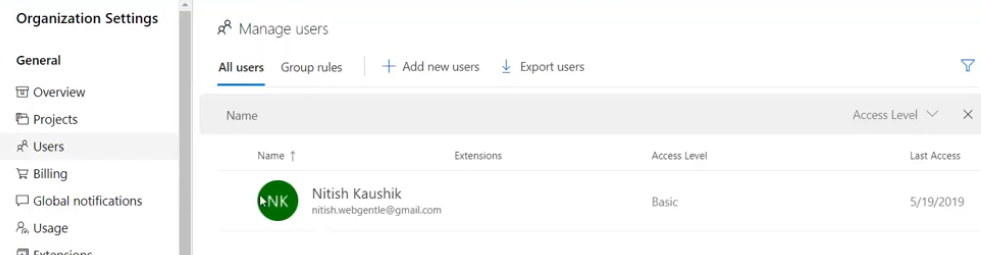 Organization Settings
General
Overview
Projects
Users
Billing
Global notifications
Usage
Extensions
Manage users
All users Group rules Add new users Export users
Name Access Level
Name Extensions Access Level Last Access
NK Nitish Kaushik Basic 5/19/2019
nitish.webgentle@gmail.com